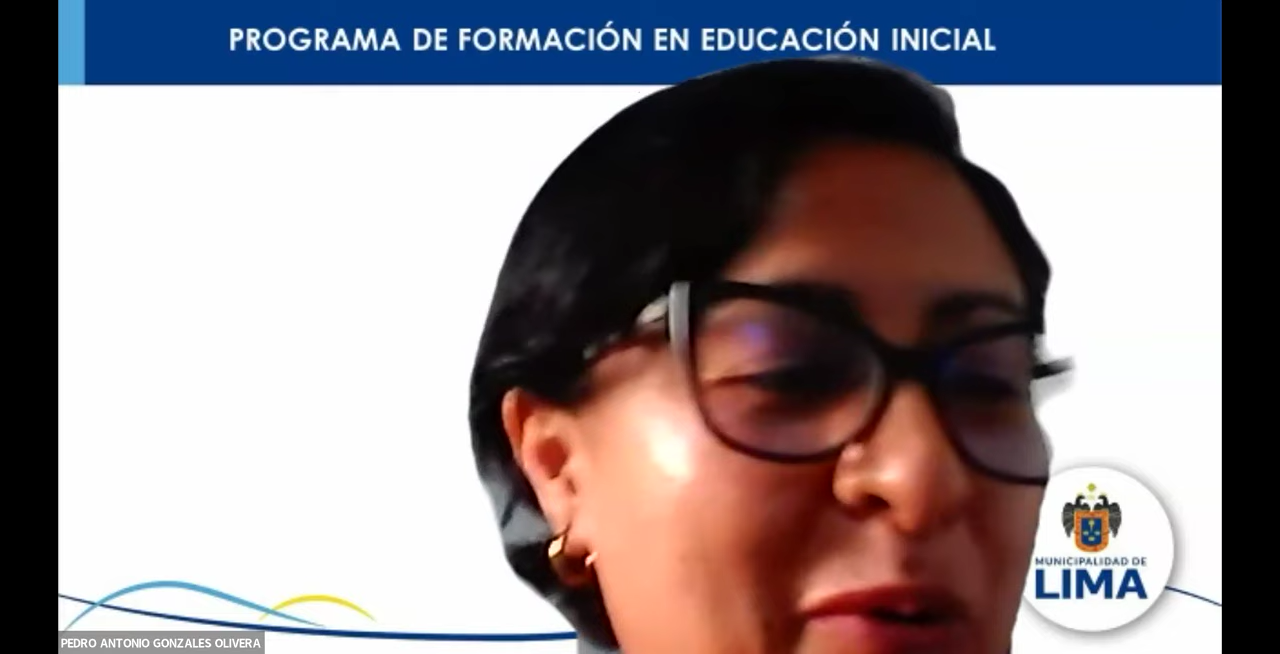 PROGRAMA DE FORMACIÓN EN EDUCACIÓN INICIAL
MUNICIPALIDAD DE
LIMA
PEDRO ANTONIO GONZALES OLIVERA